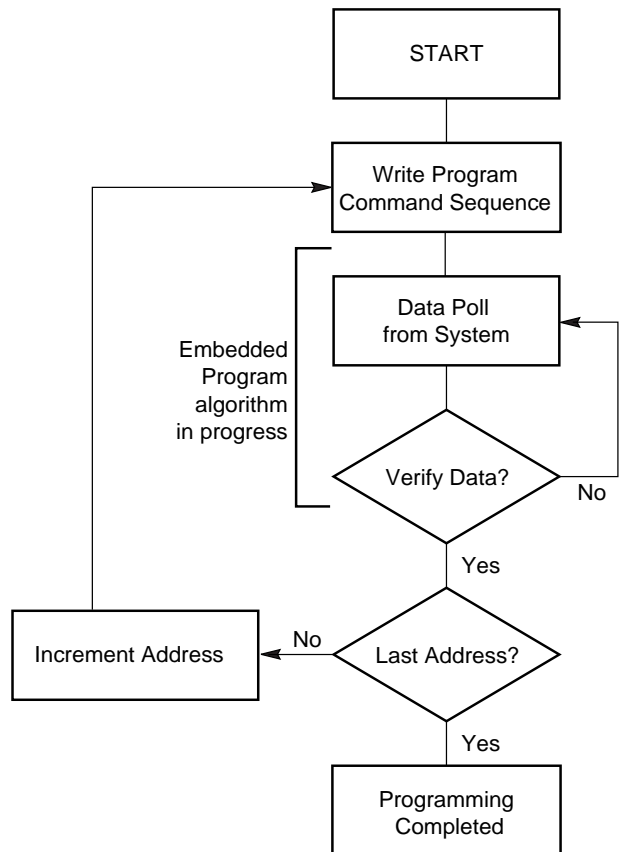 START
Write Program
Command Sequence
Data Poll
from System
Embedded
Program
algorithm
in progress
Verify Data?
No
Yes
Increment Address
No
Last Address?
Yes
Programming
Completed